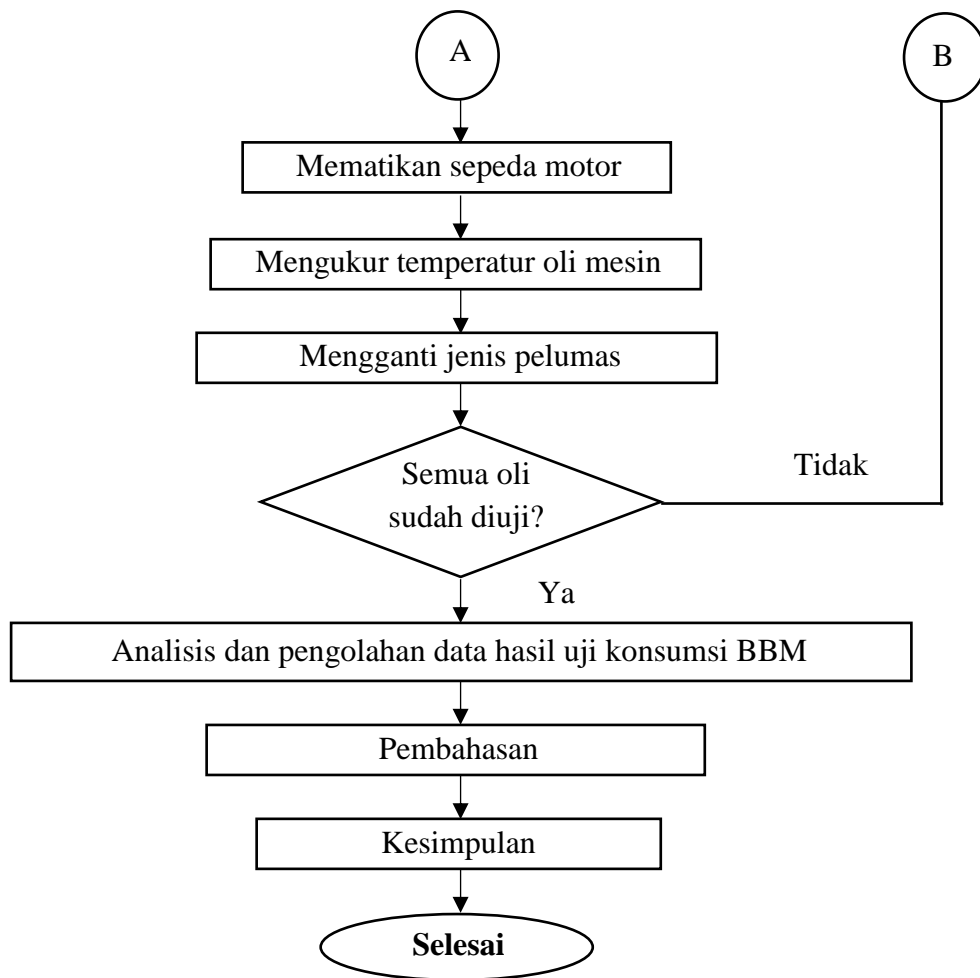 A
B
Mematikan sepeda motor
Mengukur temperatur oli mesin
Mengganti jenis pelumas
Semua oli
sudah diuji?
Tidak
Ya
Analisis dan pengolahan data hasil uji konsumsi BBM
Pembahasan
Kesimpulan
Selesai